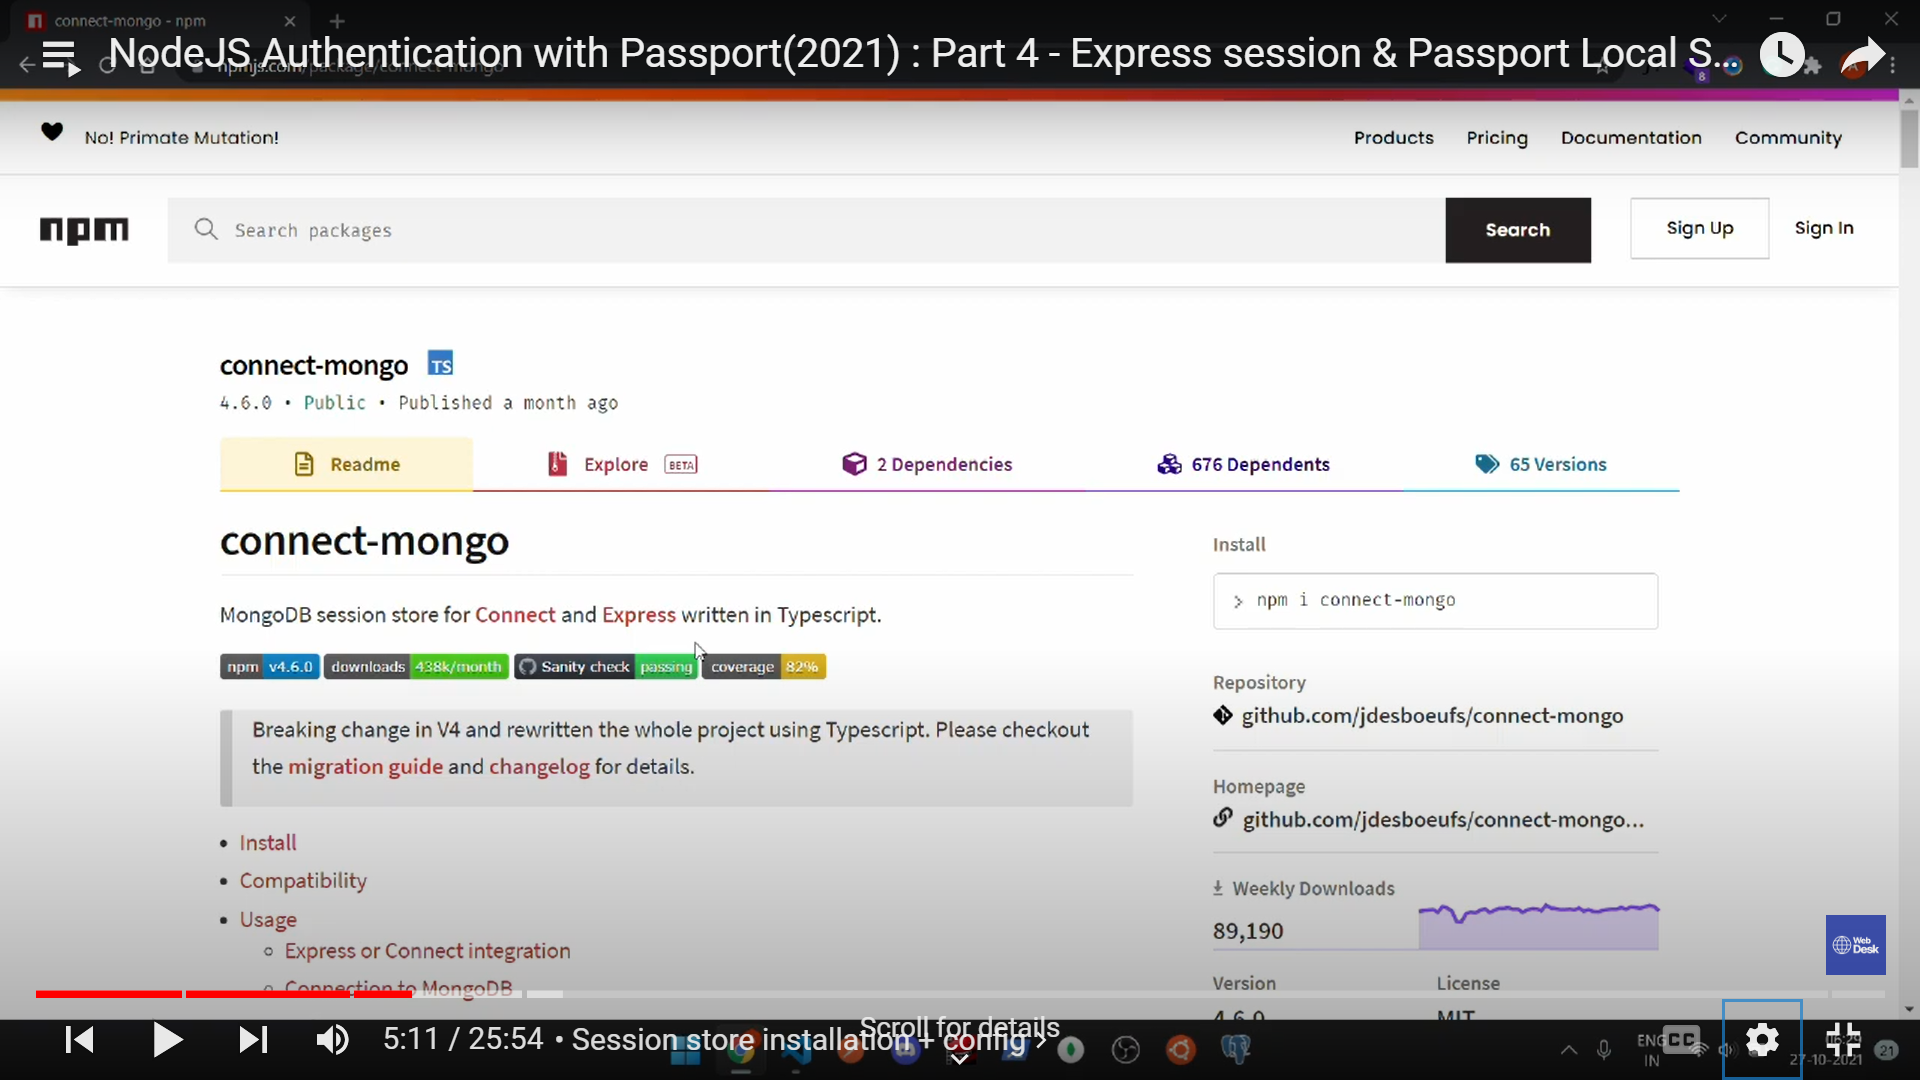 connect-mongo - npm
NodeJS Authentication with Passport(2021) : Part 4 - Express session & Passport Local S...
npmjs.com/package/connect-mongo
8
No! Primate Mutation!
Products Pricing Documentation Community
npm
Search packages
Search
Sign Up
Sign In
connect-mongo TS
4.6.0 • Public • Published a month ago
Readme
Explore BETA
2 Dependencies
676 Dependents
65 Versions
connect-mongo
MongoDB session store for Connect and Express written in Typescript.
npm v4.6.0 downloads 438k/month Sanity check passing coverage 82%
Breaking change in V4 and rewritten the whole project using Typescript. Please checkout
the migration guide and changelog for details.
• Install
• Compatibility
• Usage
Express or Connect integration
Connection to MongoDB
Install
> npm i connect-mongo
Repository
github.com/jdesboeufs/connect-mongo
Homepage
github.com/jdesboeufs/connect-mongo...
Weekly Downloads
89,190
Version
4.6.0
License
MIT
Web
Desk
5:11 / 25:54 • Session store installation + config ›
Scroll for details
ENG
IN
CC
27-10-2021
21